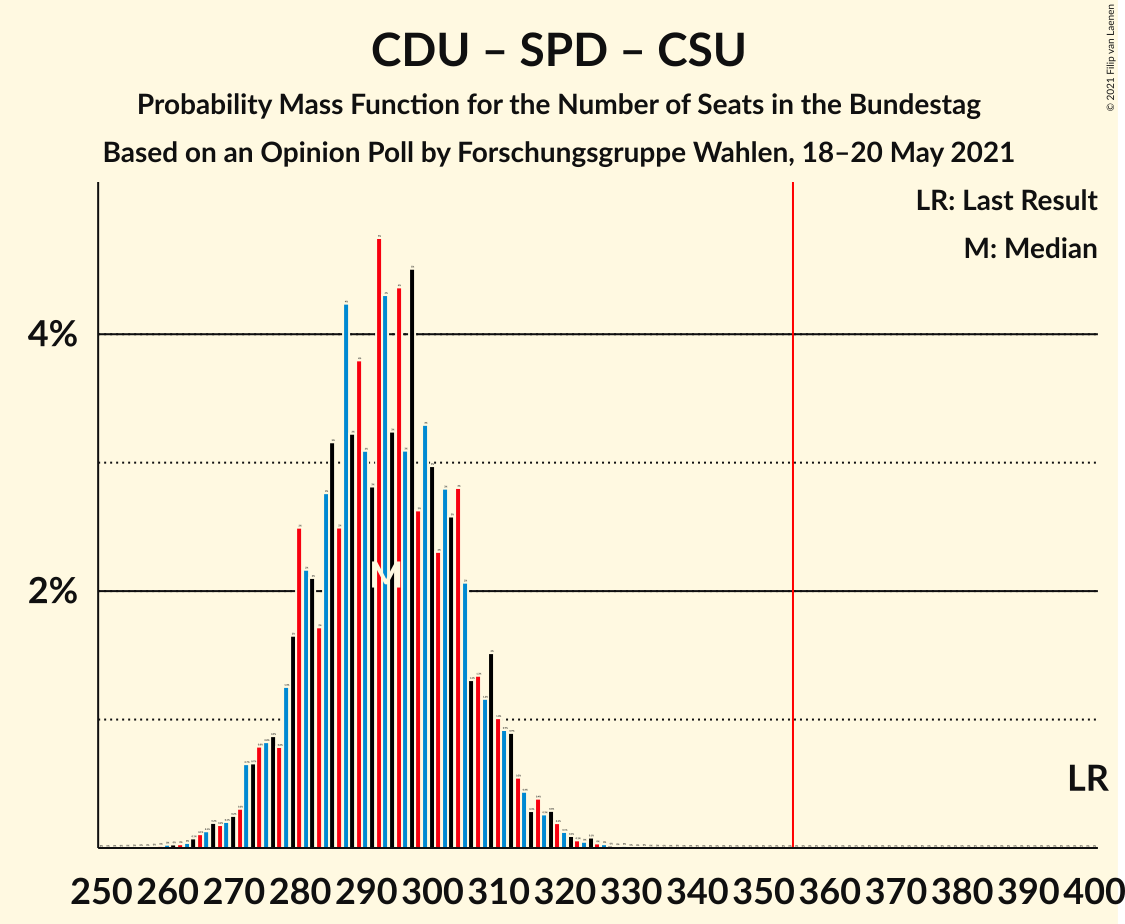 CDU – SPD – CSU
Probability Mass Function for the Number of Seats in the Bundestag
Based on an Opinion Poll by Forschungsgruppe Wahlen, 18–20 May 2021
© 2021 Filip van Laenen
LR: Last Result
M: Median
4%
2%
M
LR
250 260 270 280 290 300 310 320 330 340 350 360 370 380 390 400